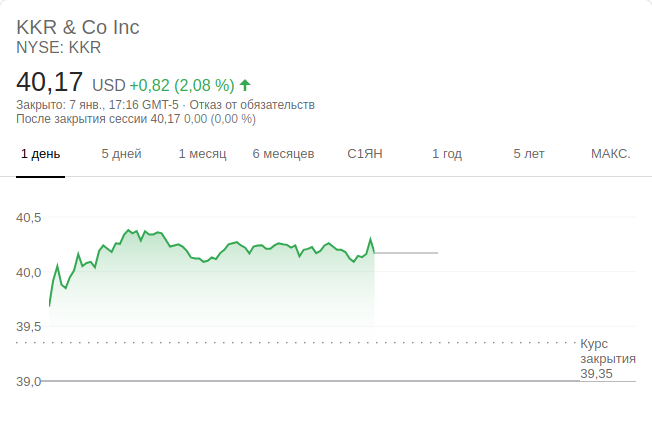 KKR & Co Inc
NYSE: KKR
40,17 USD +0,82 (2,08 %)
Закрыто: 7 янв., 17:16 GMT-5 · Отказ от обязательств
После закрытия сессии 40,17 0,00 (0,00 %)
1 день 5 дней 1 месяц 6 месяцев С1ЯН 1 год 5 лет МАКС.
40,5
40,0
39,5
Курс
закрытия
39,35
39,0